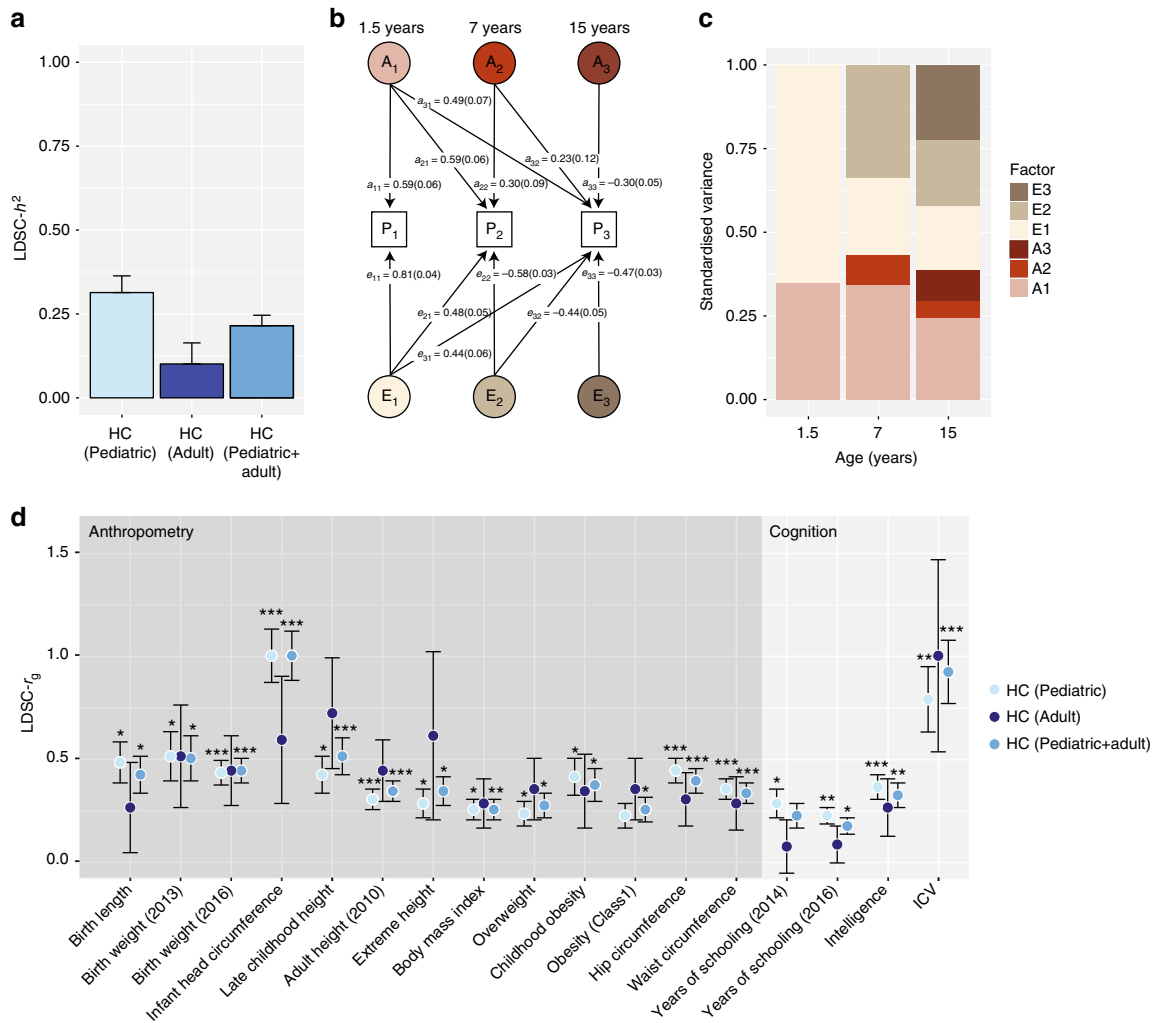 a
1.00
0.75
0.50
0.25
0.00
LDSC-h²
HC
(Pediatric)
HC
(Adult)
HC
(Pediatric+
adult)
b
1.5 years
7 years
15 years
A₁
A₂
A₃
a₃₁ = 0.49(0.07)
a₂₁ = 0.59(0.06)
a₃₂ = 0.23(0.12)
a₁₁ = 0.59(0.06)
a₂₂ = 0.30(0.09)
a₃₃ = −0.30(0.05)
P₁
P₂
P₃
e₁₁ = 0.81(0.04)
e₂₂ = −0.58(0.03)
e₃₃ = −0.47(0.03)
e₂₁ = 0.48(0.05)
e₃₂ = −0.44(0.05)
e₃₁ = 0.44(0.06)
E₁
E₂
E₃
c
1.00
0.75
0.50
0.25
0.00
Standardised variance
1.5
7
15
Age (years)
Factor
E3
E2
E1
A3
A2
A1
d
Anthropometry
Cognition
1.5
1.0
0.5
0.0
LDSC-r_g
* *
* *
*** ***
*** ***
* ***
*** ***
* *
* **
* *
* *
*
*** ***
*** ***
*
** *
*** **
** ***
Birth length
Birth weight (2013)
Birth weight (2016)
Infant head circumference
Late childhood height
Adult height (2010)
Extreme height
Body mass index
Overweight
Childhood obesity
Obesity (Class1)
Hip circumference
Waist circumference
Years of schooling (2014)
Years of schooling (2016)
Intelligence
ICV
HC (Pediatric)
HC (Adult)
HC (Pediatric+adult)